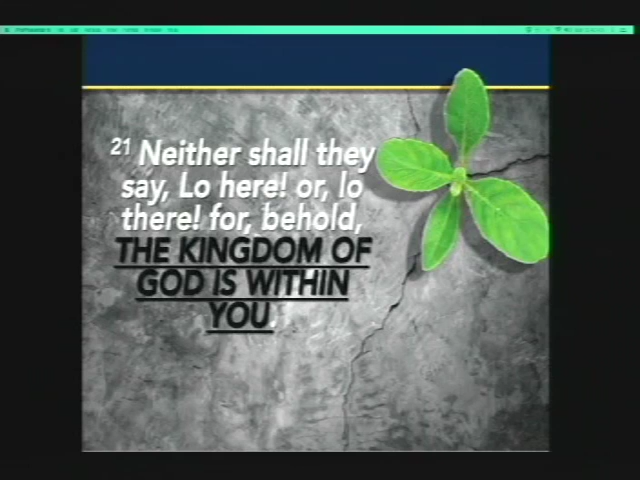 21 Neither shall they
say, Lo here! or, lo
there! for, behold,
THE KINGDOM OF
GOD IS WITHIN
YOU